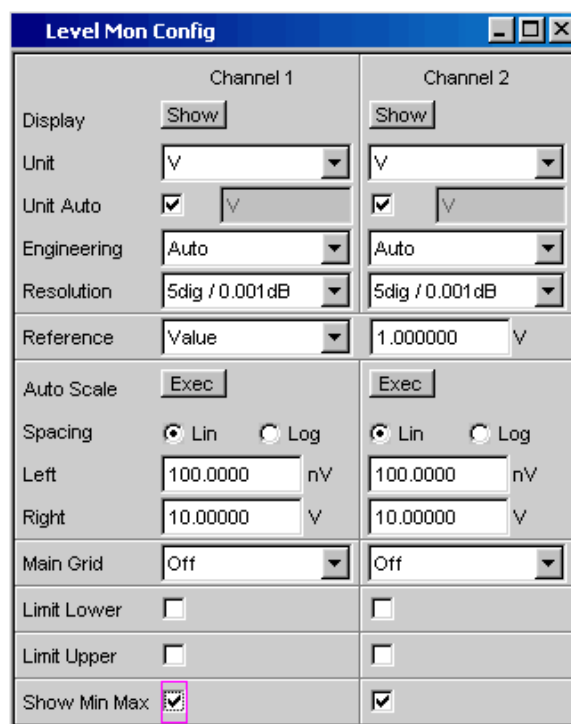 Level Mon Config
Channel 1 Channel 2
Display Show Show
Unit V V
Unit Auto V V
Engineering Auto Auto
Resolution 5dig / 0.001dB 5dig / 0.001dB
Reference Value 1.000000 V
Auto Scale Exec Exec
Spacing Lin Log Lin Log
Left 100.0000 nV 100.0000 nV
Right 10.00000 V 10.00000 V
Main Grid Off Off
Limit Lower
Limit Upper
Show Min Max